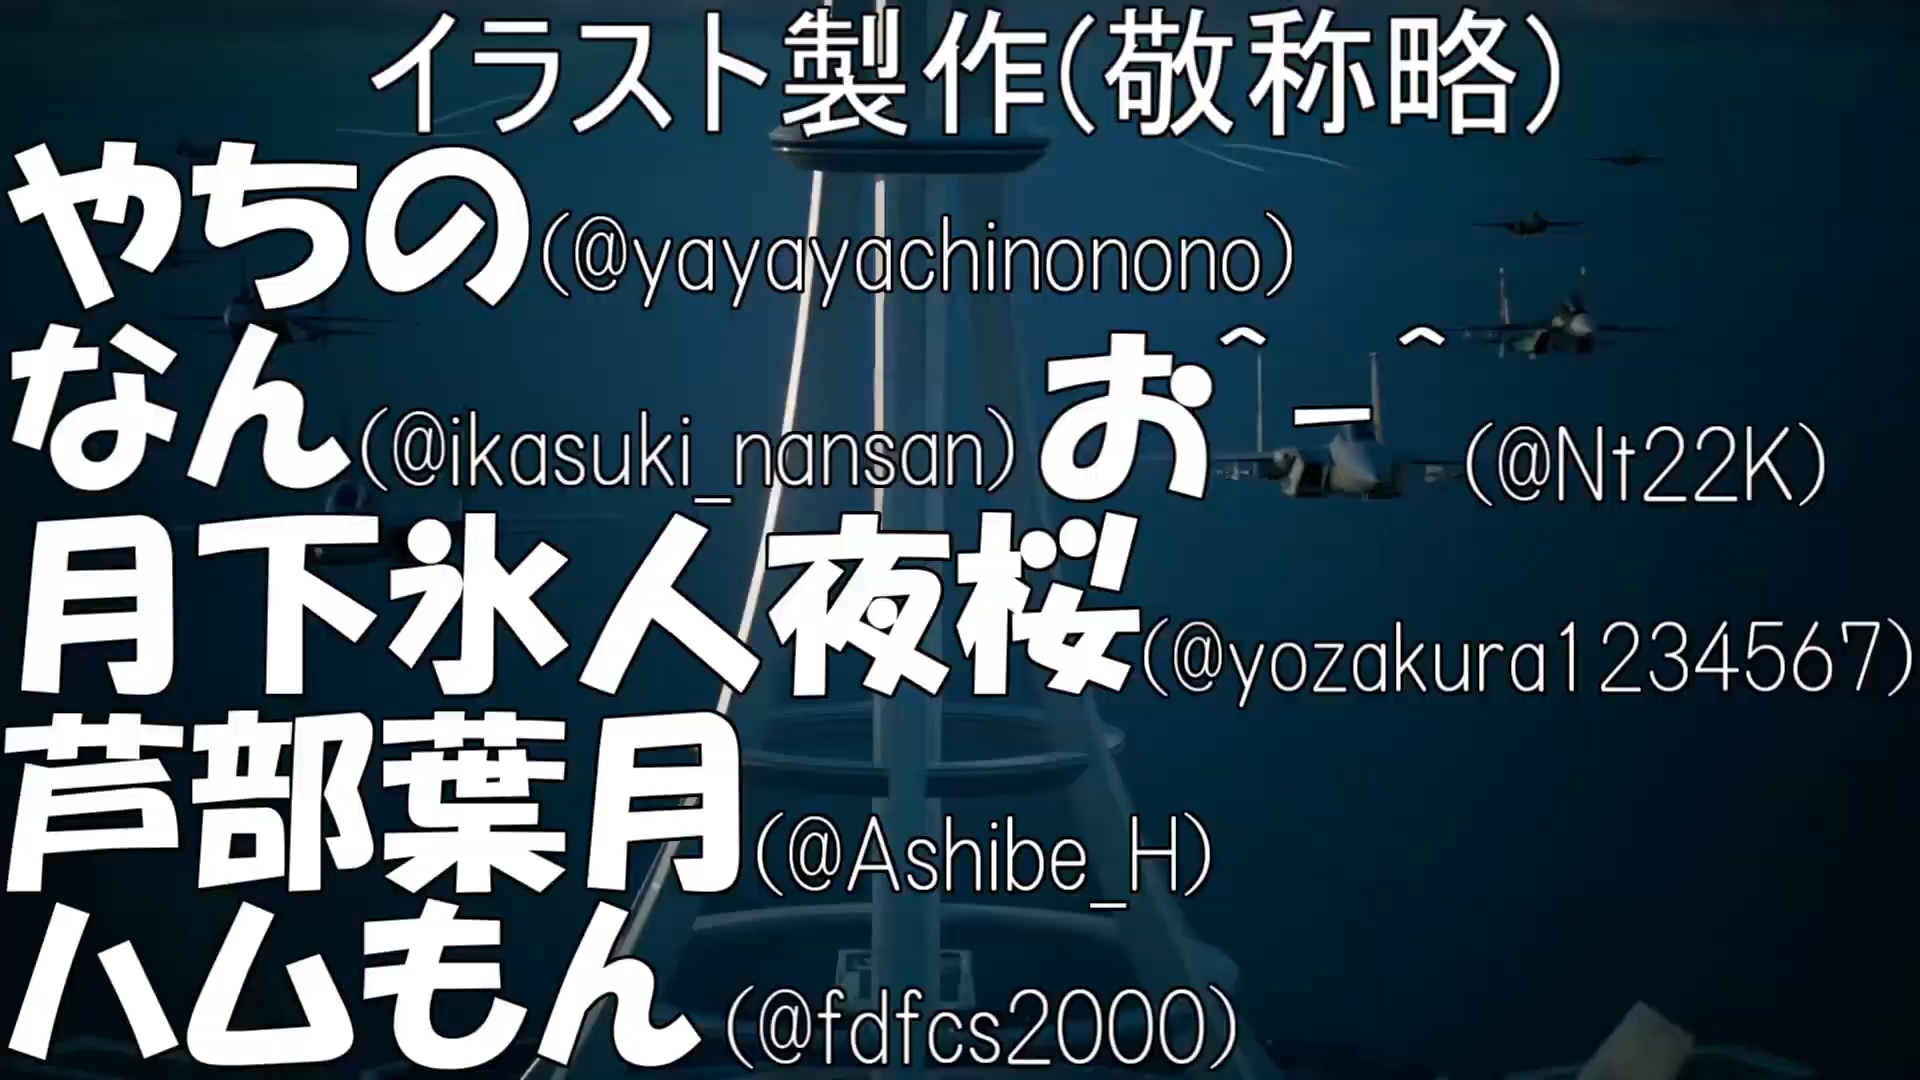 イラスト製作(敬称略)
やちの(@yayayachinonono)
なん(@ikasuki_nansan) お^-^(@Nt22K)
月下氷人夜桜(@yozakura1234567)
芦部葉月(@Ashibe_H)
ハムもん(@fdfcs2000)